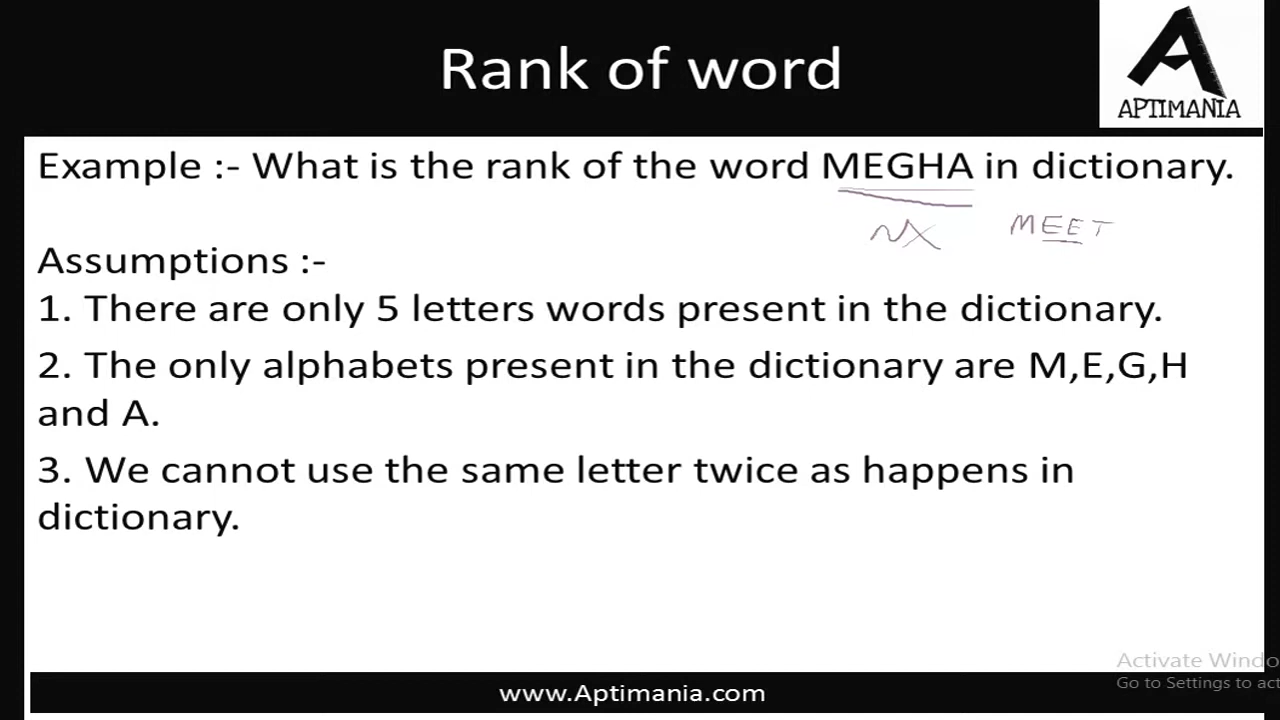 Rank of word
APTIMANIA
Example :- What is the rank of the word MEGHA in dictionary.
NX MEET
Assumptions :-
1. There are only 5 letters words present in the dictionary.
2. The only alphabets present in the dictionary are M,E,G,H
and A.
3. We cannot use the same letter twice as happens in
dictionary.
Activate Windo
Go to Settings to act
www.Aptimania.com